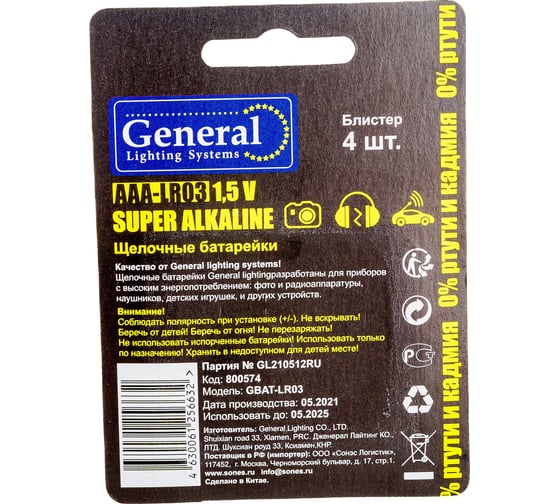 General
Lighting Systems
Блистер
4 шт.
AAA-LR03 1,5 V
SUPER ALKALINE
Щелочные батарейки
Качество от General lighting systems!
Щелочные батарейки General lightingразработаны для приборов
с высоким энергопотреблением: фото и радиоаппаратуры,
наушников, детских игрушек, и других устройств.
Внимание!
Соблюдать полярность при установке (+/-). Не вскрывать!
Беречь от детей! Беречь от огня! Не перезаряжать!
Не использовать испорченные батарейки! Использовать только
по назначению! Хранить в недоступном для детей месте!
Партия № GL210512RU
Код: 800574
Модель: GBAT-LR03
Дата производства: 05.2021
Использовать до: 05.2025
Изготовитель: General Lighting CO., LTD.
Shuixian road 33, Xiamen, PRC. Дженерал Лайтинг КО.,
ЛТД. Шуксиан роуд 33, Ксиамен,КНР.
Поставщик в РФ (импортер): ООО «Сонас Логистик»,
117452, г. Москва, Черноморский бульвар, д. 17, стр.1.
https://www.sones.ru
Сделано в Китае.
4 630061 256632
0% ртути и кадмия 0% ртути и кадмия 0% ртути